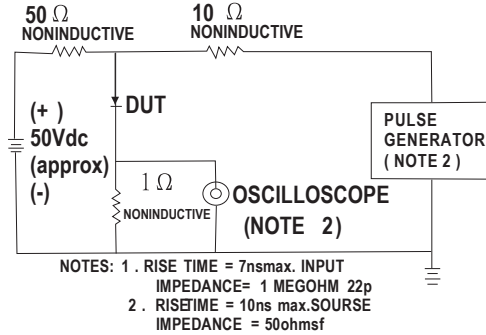 50 Ω
NONINDUCTIVE
10 Ω
NONINDUCTIVE
(+ )
50Vdc
(approx)
(-)
DUT
1 Ω
NONINDUCTIVE
OSCILLOSCOPE
(NOTE 2)
PULSE
GENERATOR
( NOTE 2 )
NOTES: 1 . RISE TIME = 7nsmax. INPUT
IMPEDANCE= 1 MEGOHM 22p
2 . RISETIME = 10ns max.SOURSE
IMPEDANCE = 50ohmsf